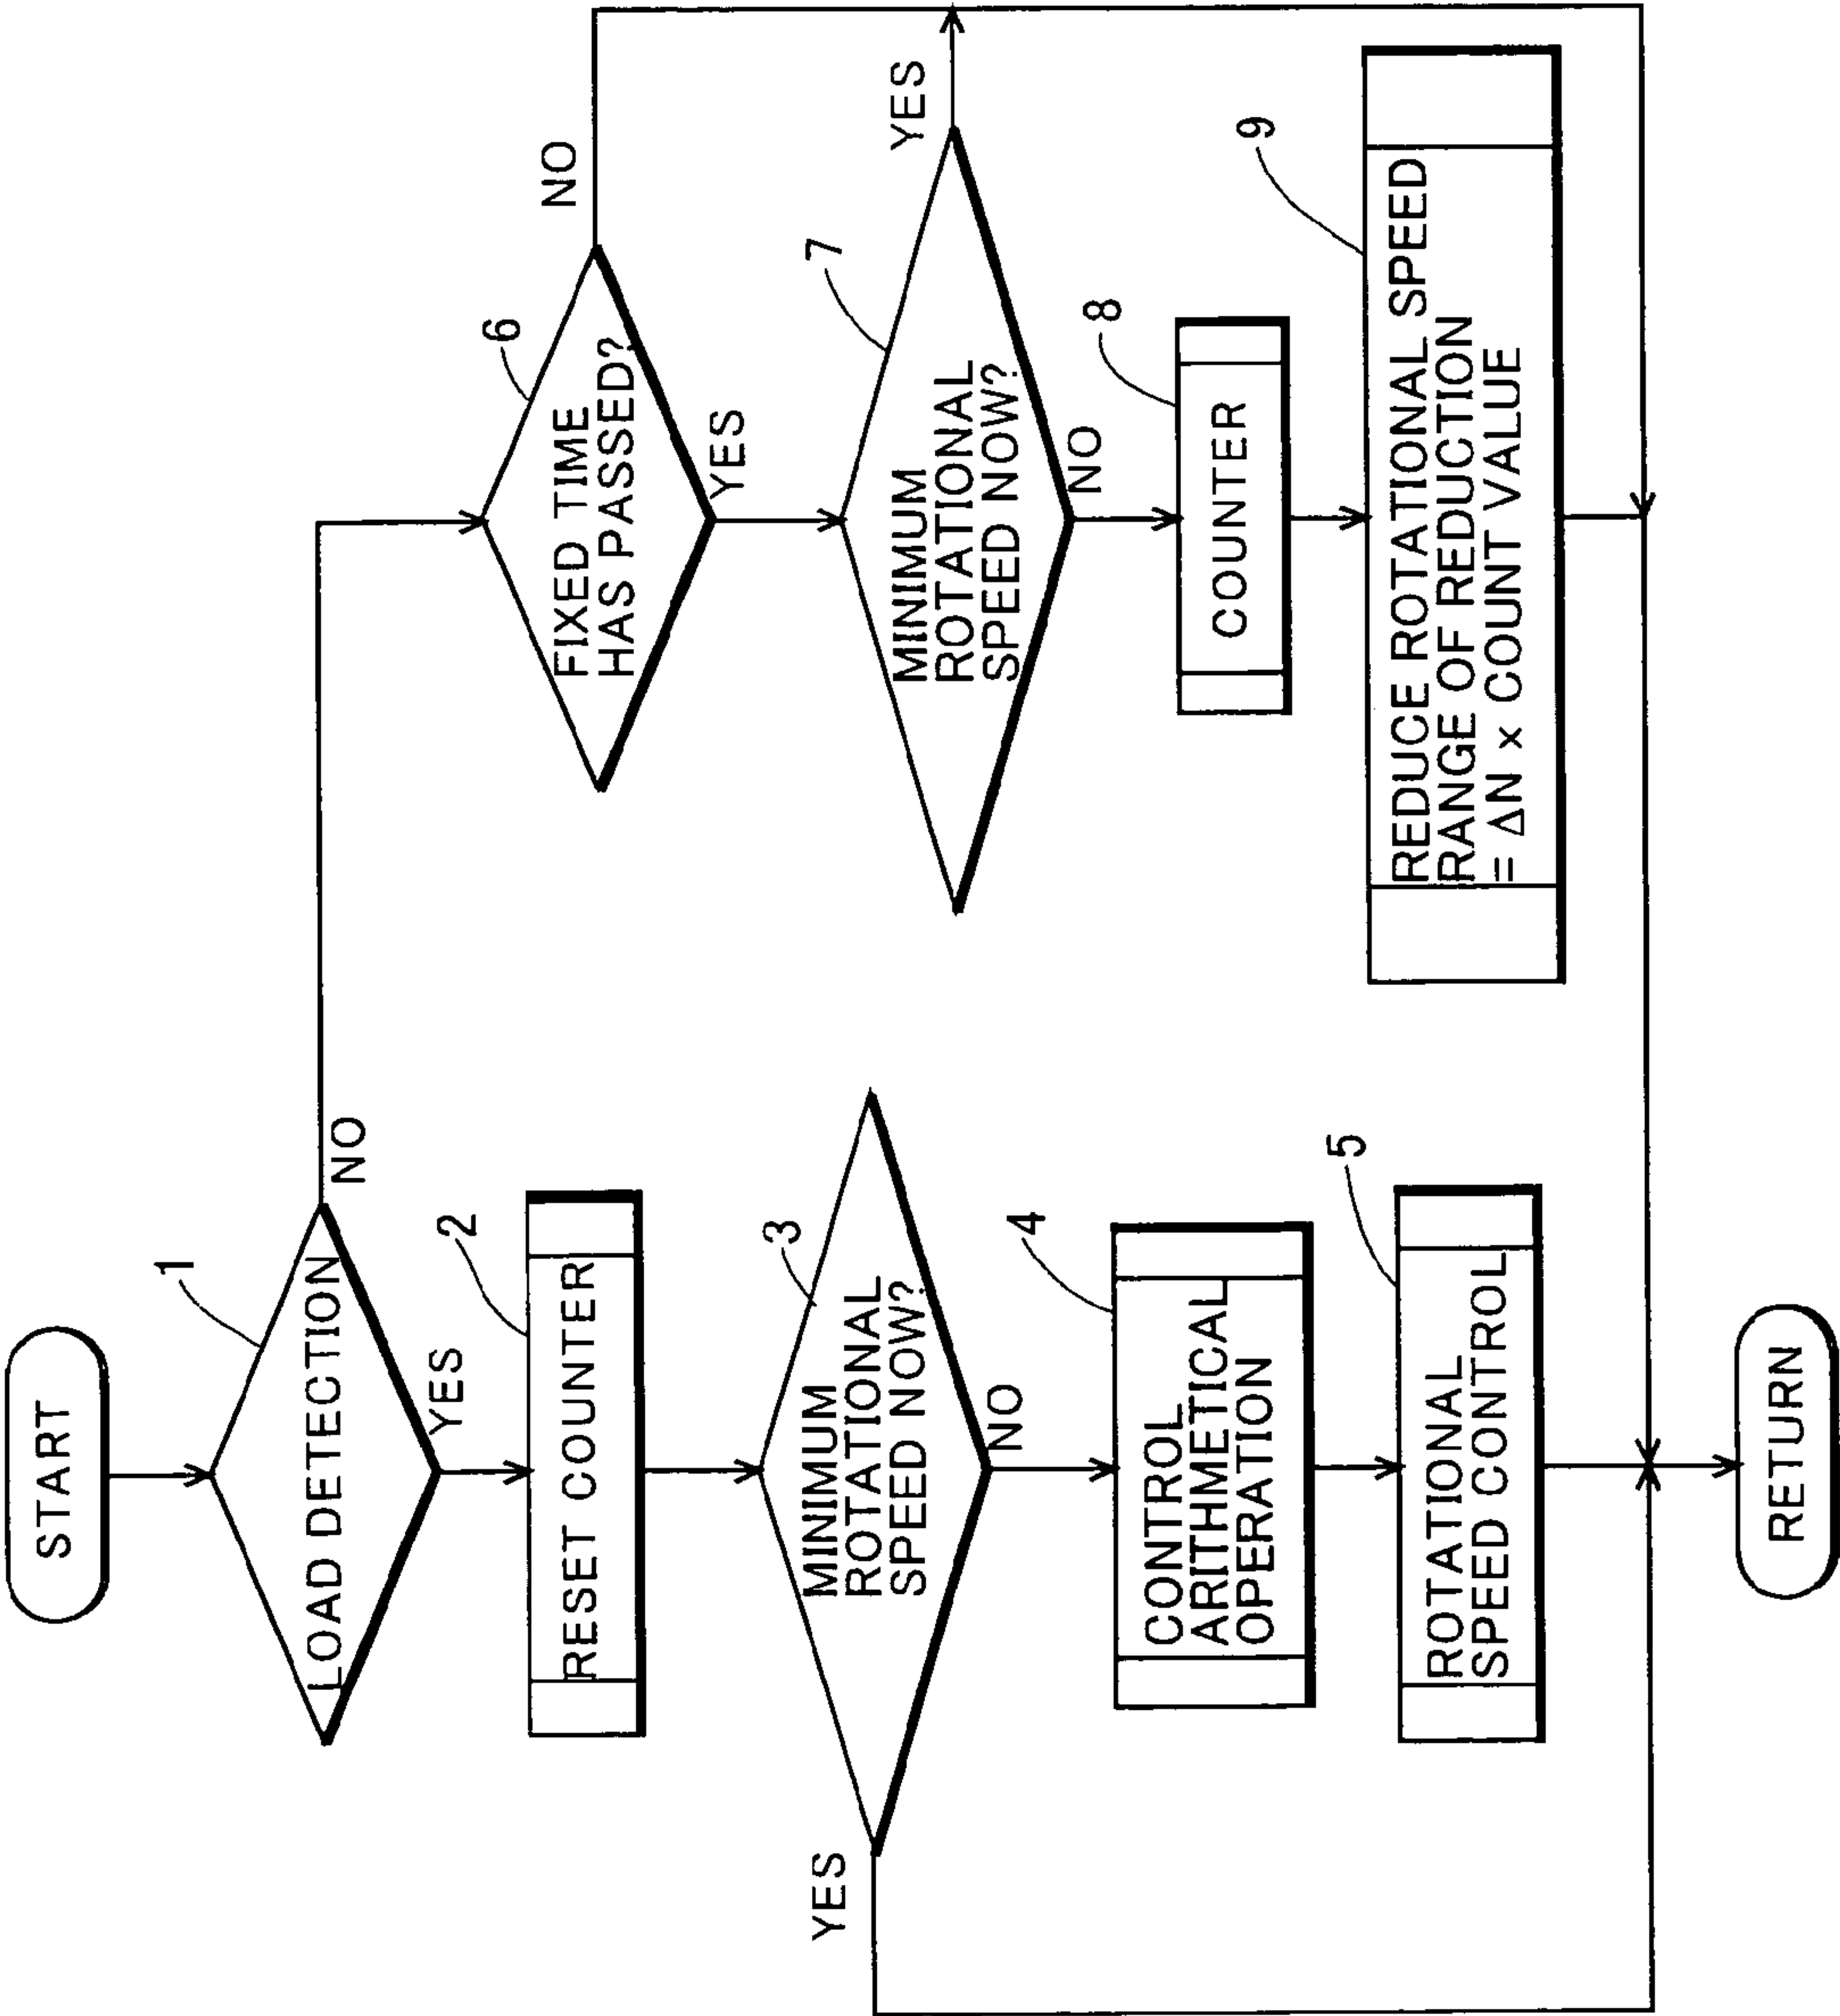 START
1
LOAD DETECTION
NO
YES
2
RESET COUNTER
3
MINIMUM
ROTATIONAL
SPEED NOW?
YES
NO
4
CONTROL
ARITHMETICAL
OPERATION
5
ROTATIONAL
SPEED CONTROL
RETURN
6
FIXED TIME
HAS PASSED?
NO
YES
7
MINIMUM
ROTATIONAL
SPEED NOW?
YES
NO
8
COUNTER
9
REDUCE ROTATIONAL SPEED
RANGE OF REDUCTION
= ΔN × COUNT VALUE